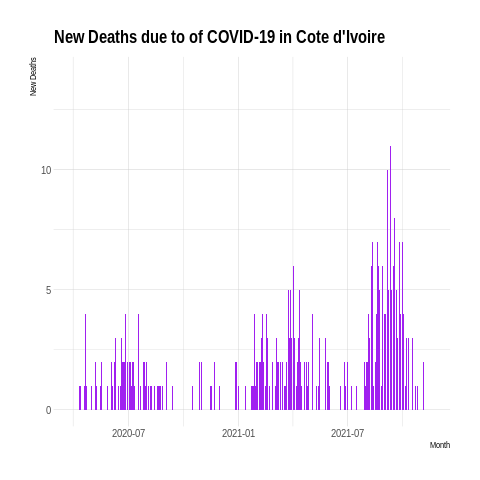 New Deaths due to of COVID-19 in Cote d'Ivoire
New Deaths
10
5
0
2020-07
2021-01
2021-07
Month